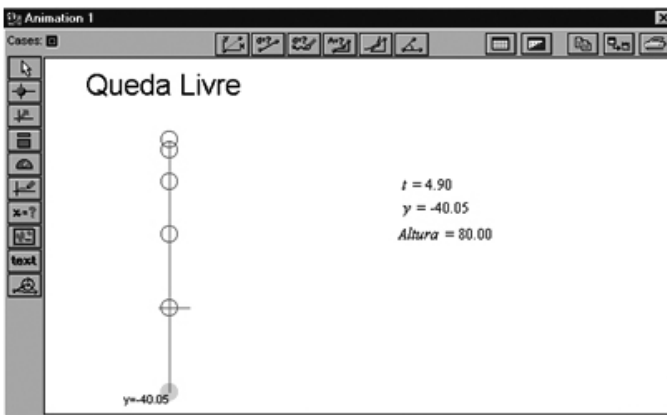 Animation 1
Cases:
Queda Livre
t = 4.90
y = -40.05
Altura = 80.00
x=?
text
y=-40.05